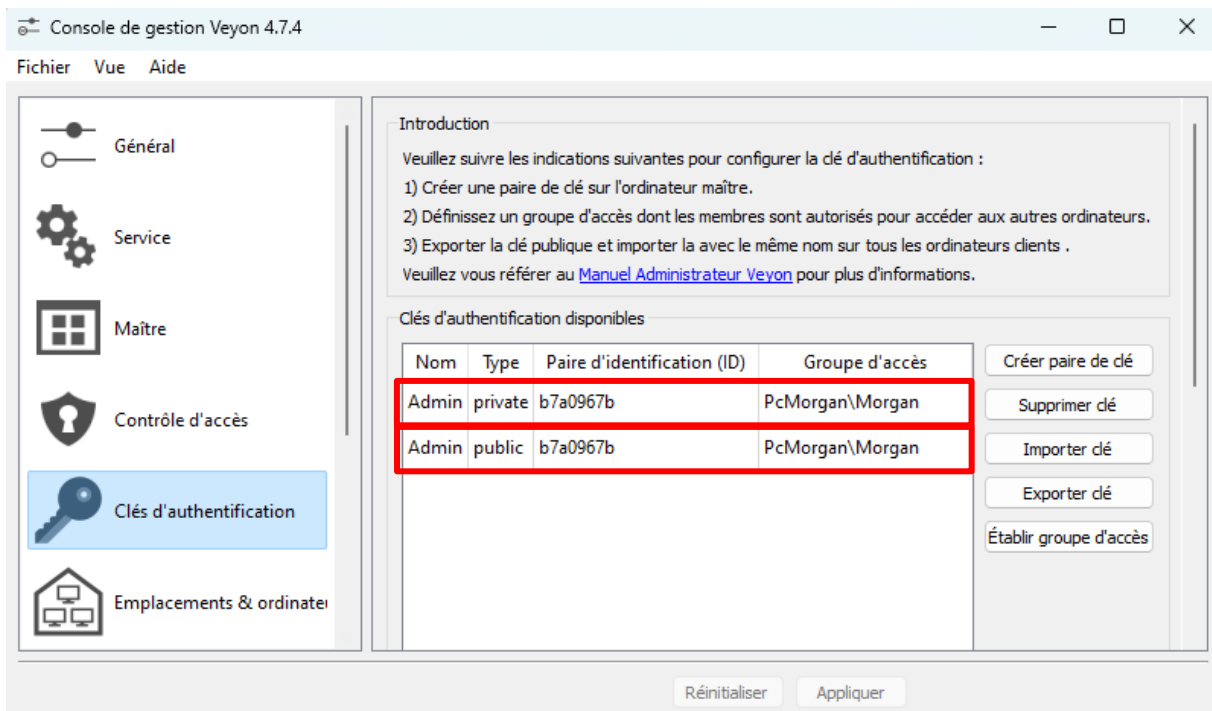 Console de gestion Veyon 4.7.4
Fichier Vue Aide
Général
Service
Maître
Contrôle d'accès
Clés d'authentification
Emplacements & ordinate
Introduction
Veuillez suivre les indications suivantes pour configurer la clé d'authentification :
1) Créer une paire de clé sur l'ordinateur maître.
2) Définissez un groupe d'accès dont les membres sont autorisés pour accéder aux autres ordinateurs.
3) Exporter la clé publique et importer la avec le même nom sur tous les ordinateurs clients .
Veuillez vous référer au Manuel Administrateur Veyon pour plus d'informations.
Clés d'authentification disponibles
Nom Type Paire d'identification (ID) Groupe d'accès
Admin private b7a0967b PcMorgan\Morgan
Admin public b7a0967b PcMorgan\Morgan
Créer paire de clé
Supprimer clé
Importer clé
Exporter clé
Établir groupe d'accès
Réinitialiser Appliquer